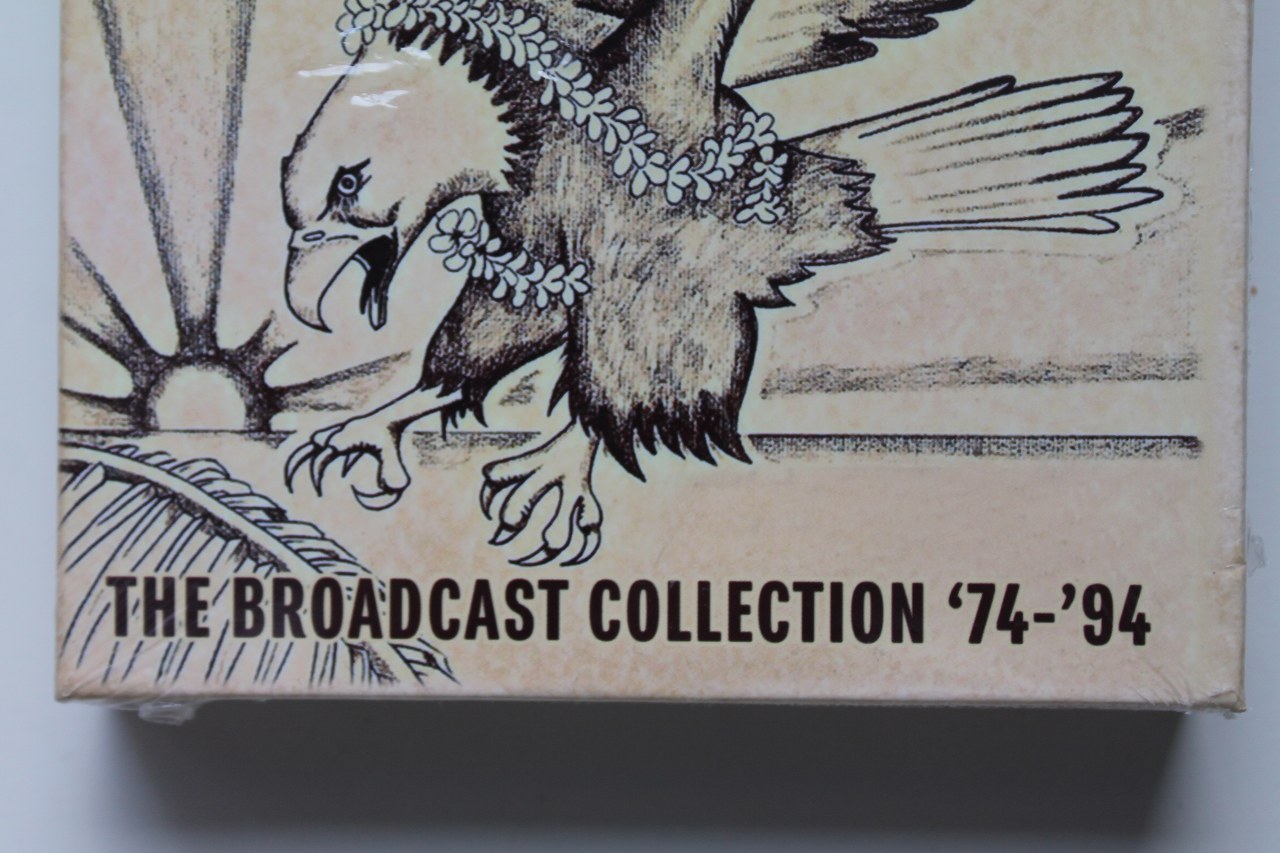 THE BROADCAST COLLECTION ‘74-’94